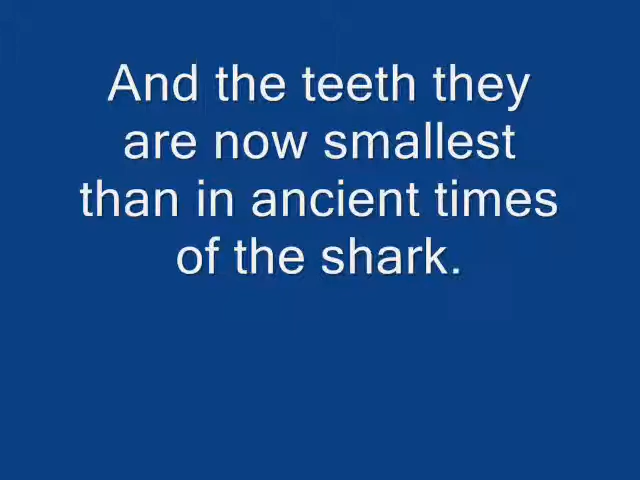 And the teeth they
are now smallest
than in ancient times
of the shark.